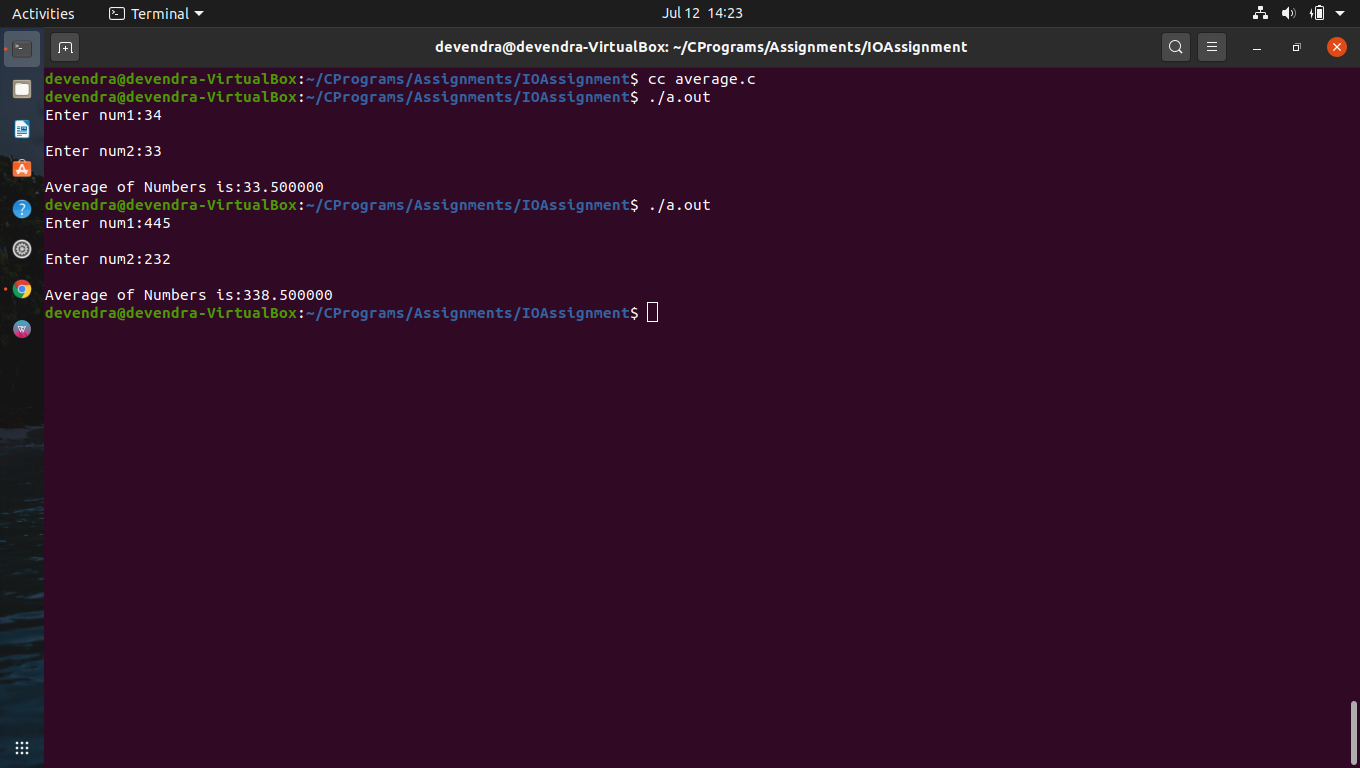 Activities Terminal Jul 12 14:23
devendra@devendra-VirtualBox: ~/CPrograms/Assignments/IOAssignment
devendra@devendra-VirtualBox:~/CPrograms/Assignments/IOAssignment$ cc average.c
devendra@devendra-VirtualBox:~/CPrograms/Assignments/IOAssignment$ ./a.out
Enter num1:34
Enter num2:33
Average of Numbers is:33.500000
devendra@devendra-VirtualBox:~/CPrograms/Assignments/IOAssignment$ ./a.out
Enter num1:445
Enter num2:232
Average of Numbers is:338.500000
devendra@devendra-VirtualBox:~/CPrograms/Assignments/IOAssignment$